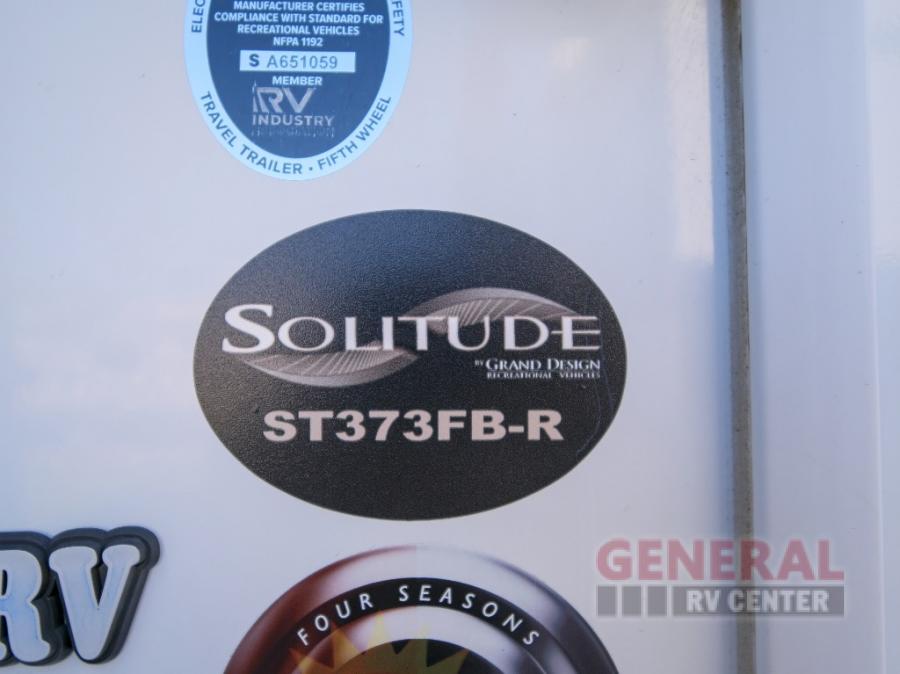 MANUFACTURER CERTIFIES
COMPLIANCE WITH STANDARD FOR
RECREATIONAL VEHICLES
NFPA 1192
S A651059
MEMBER
RV
INDUSTRY
TRAVEL TRAILER • FIFTH WHEEL
SOLITUDE
BY GRAND DESIGN
RECREATIONAL VEHICLES
ST373FB-R
RV
FOUR SEASONS
GENERAL
RV CENTER